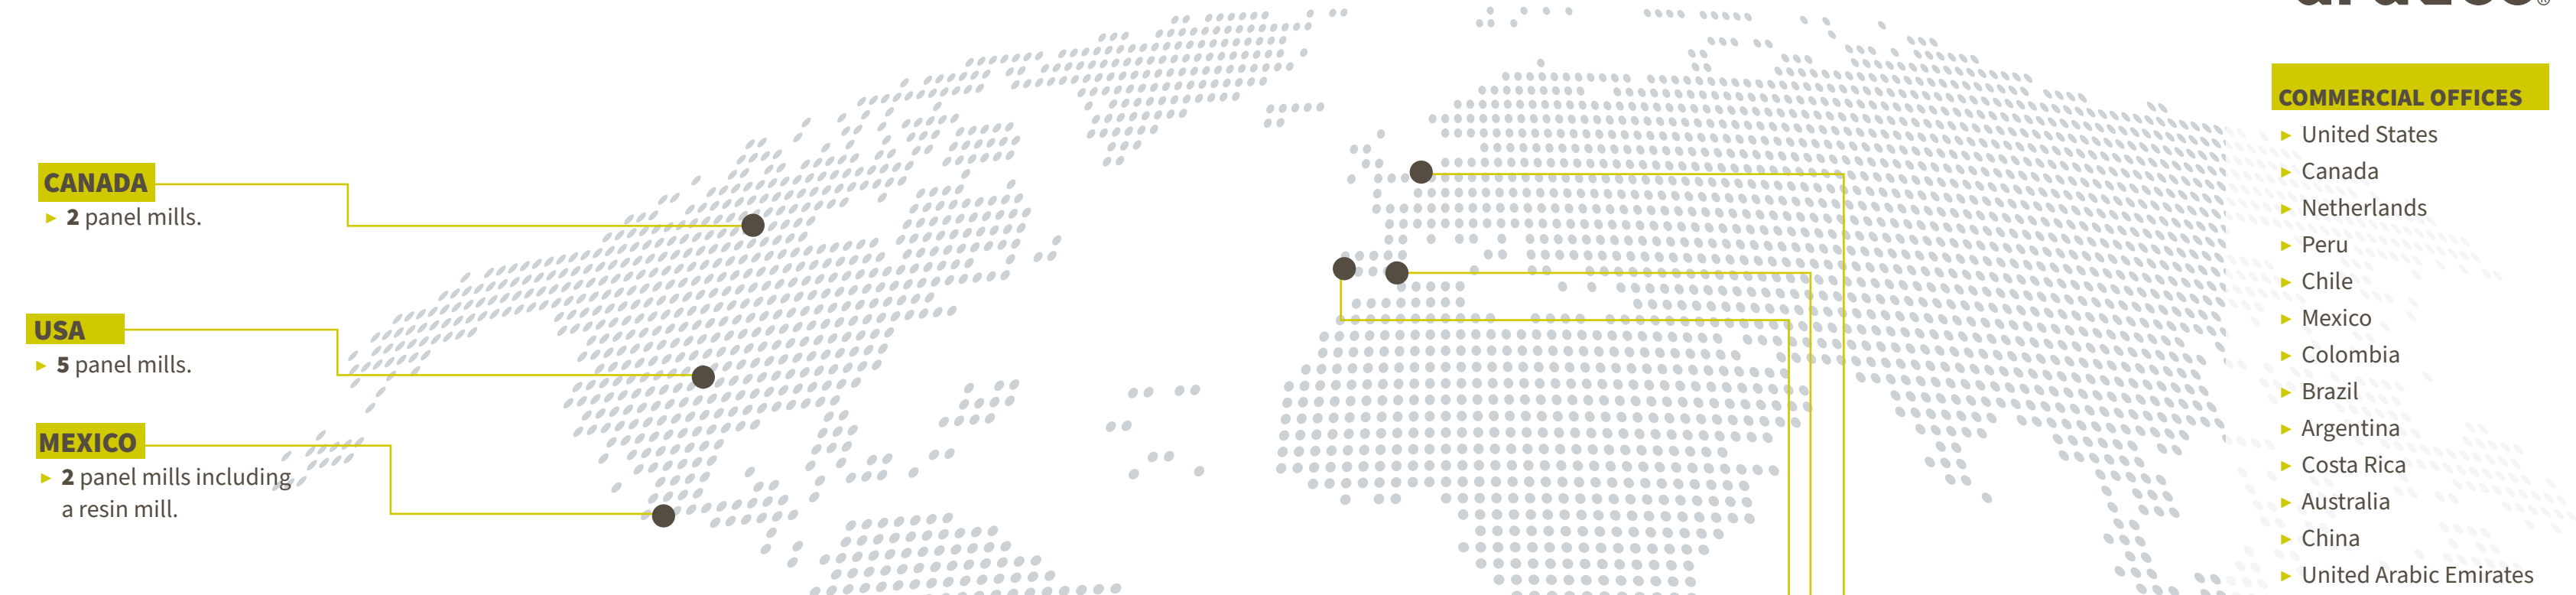 CANADA
▸ 2 panel mills.
USA
▸ 5 panel mills.
MEXICO
▸ 2 panel mills including
a resin mill.
COMMERCIAL OFFICES
▸ United States
▸ Canada
▸ Netherlands
▸ Peru
▸ Chile
▸ Mexico
▸ Colombia
▸ Brazil
▸ Argentina
▸ Costa Rica
▸ Australia
▸ China
▸ United Arabic Emirates